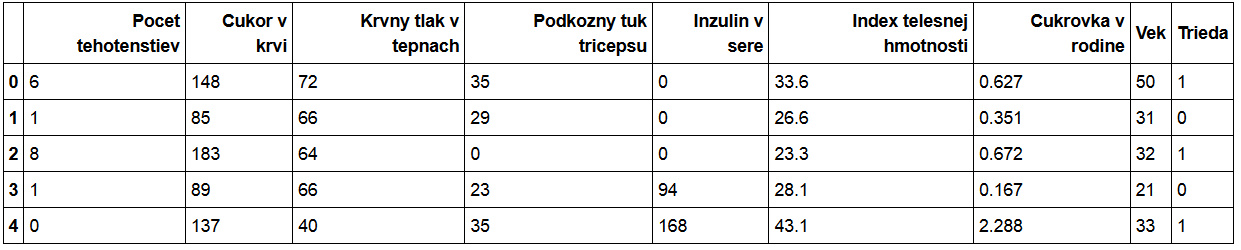 Pocet tehotenstiev Cukor v krvi Krvny tlak v tepnach Podkozny tuk tricepsu Inzulin v sere Index telesnej hmotnosti Cukrovka v rodine Vek Trieda
0 6 148 72 35 0 33.6 0.627 50 1
1 1 85 66 29 0 26.6 0.351 31 0
2 8 183 64 0 0 23.3 0.672 32 1
3 1 89 66 23 94 28.1 0.167 21 0
4 0 137 40 35 168 43.1 2.288 33 1